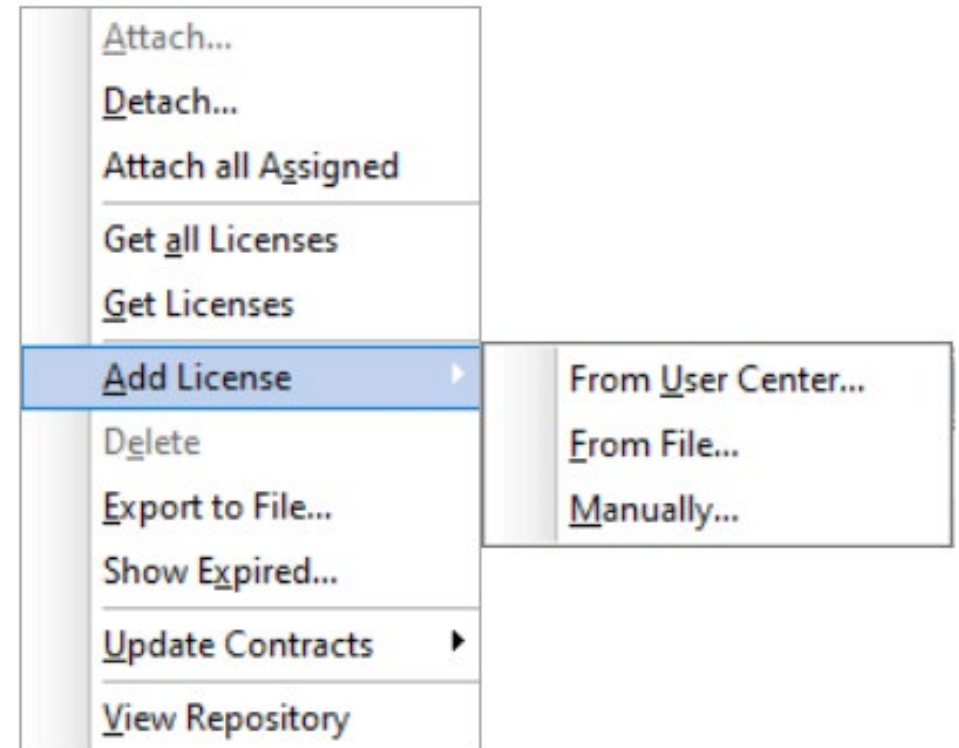 Attach...
Detach...
Attach all Assigned
Get all Licenses
Get Licenses
Add License
From User Center...
From File...
Manually...
Delete
Export to File...
Show Expired...
Update Contracts
View Repository